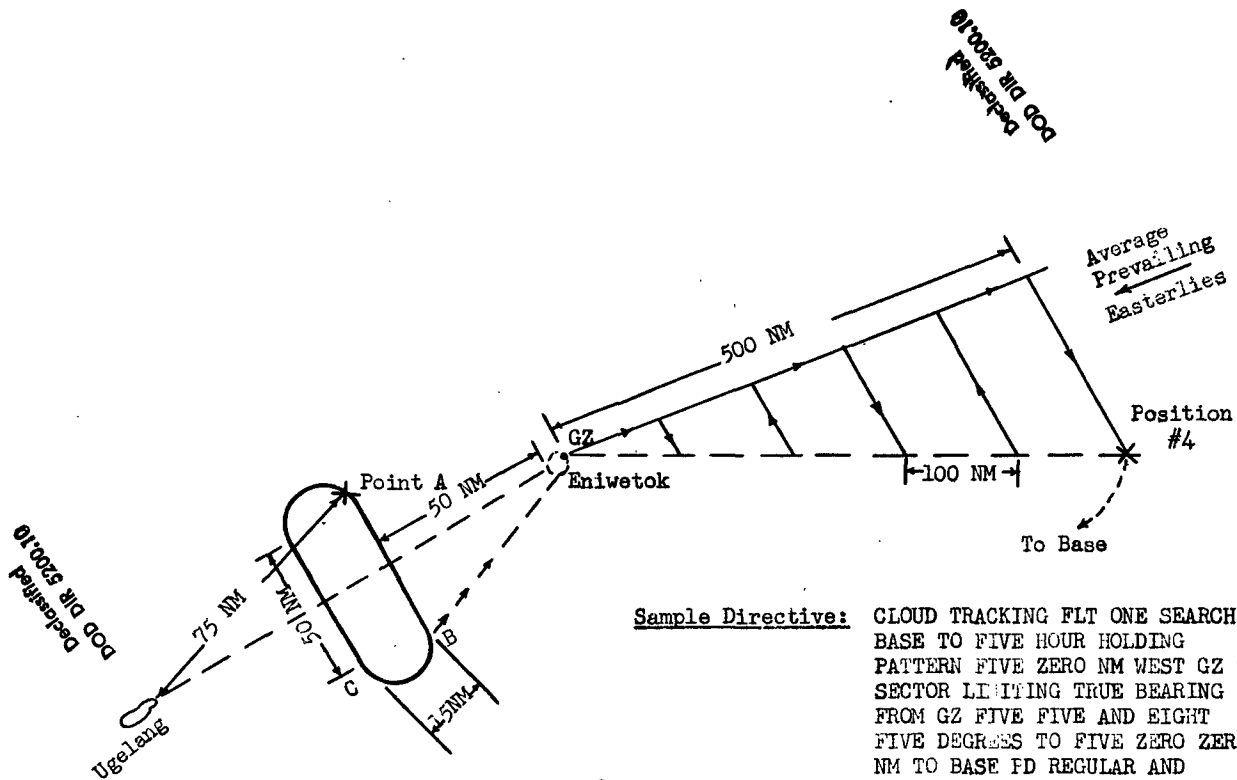 Declassified
DOD DIR 5200.10
Average
Prevailing
Easterlies
500 NM
Position
#4
GZ
Eniwetok
100 NM
To Base
Point A
50 NM
75 NM
50 NM
B
C
15NM
Ugelang
Declassified
DOD DIR 5200.10
Sample Directive: CLOUD TRACKING FLT ONE SEARCH
BASE TO FIVE HOUR HOLDING
PATTERN FIVE ZERO NM WEST GZ
SECTOR LIMITING TRUE BEARING
FROM GZ FIVE FIVE AND EIGHT
FIVE DEGREES TO FIVE ZERO ZER
NM TO BASE PD REGULAR AND